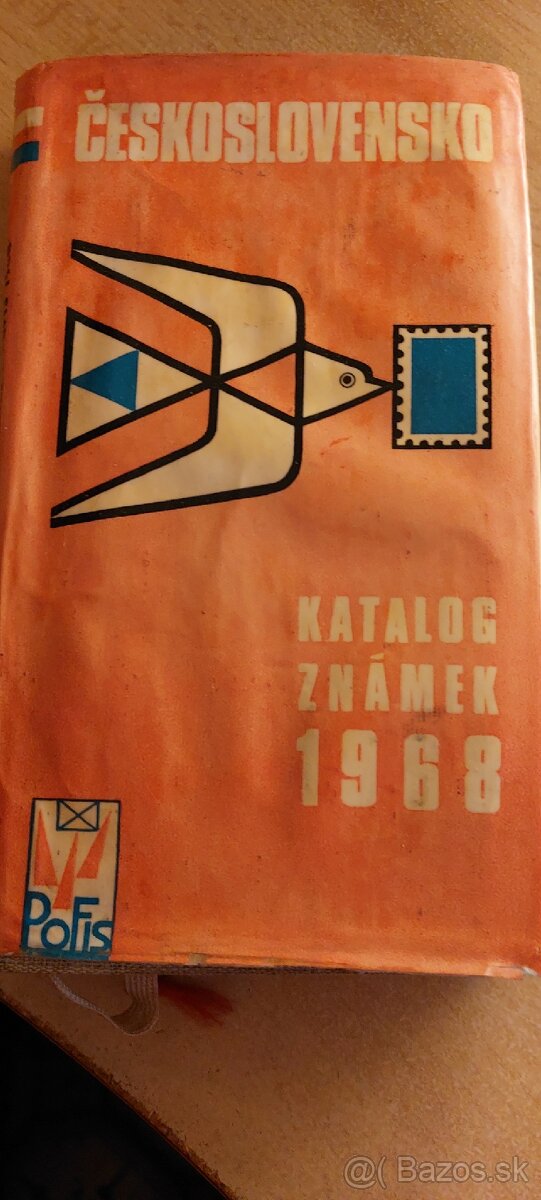 ČESKOSLOVENSKO
KATALOG
ZNÁMEK
1968
POFIS
@ Bazos.sk